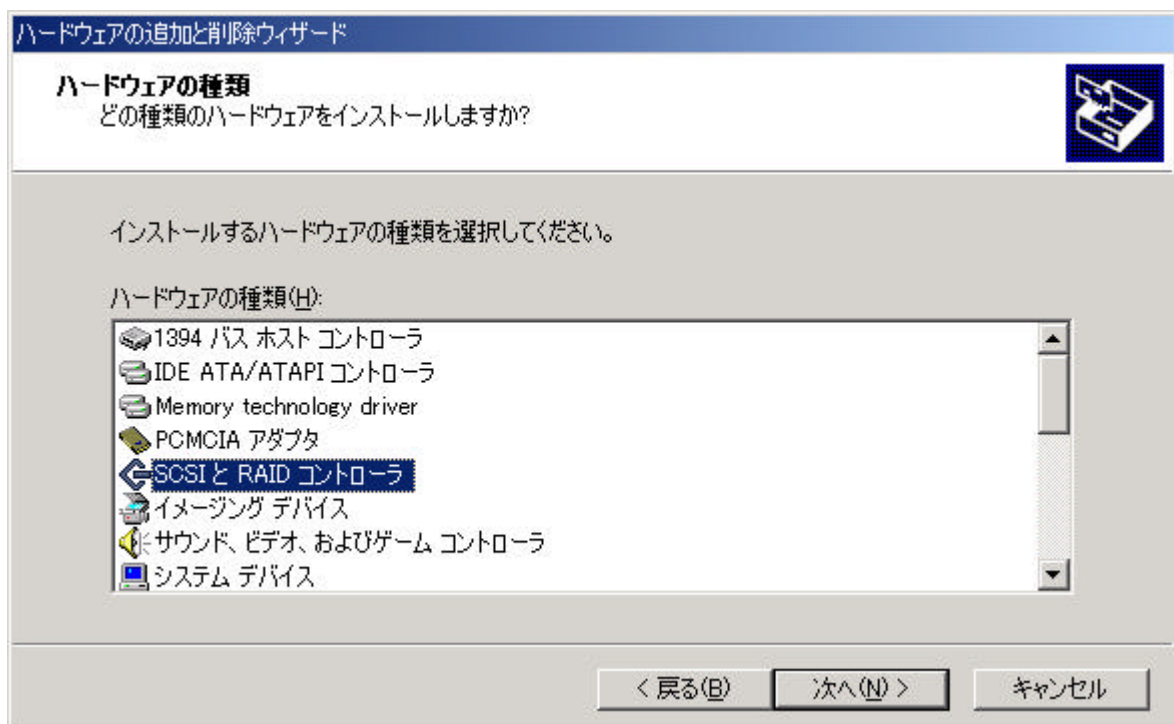 ハードウェアの追加と削除ウィザード
ハードウェアの種類
どの種類のハードウェアをインストールしますか?
インストールするハードウェアの種類を選択してください。
ハードウェアの種類(H):
1394 バス ホスト コントローラ
IDE ATA/ATAPI コントローラ
Memory technology driver
PCMCIA アダプタ
SCSI と RAID コントローラ
イメージング デバイス
サウンド、ビデオ、およびゲーム コントローラ
システム デバイス
< 戻る(B) 次へ(N) > キャンセル